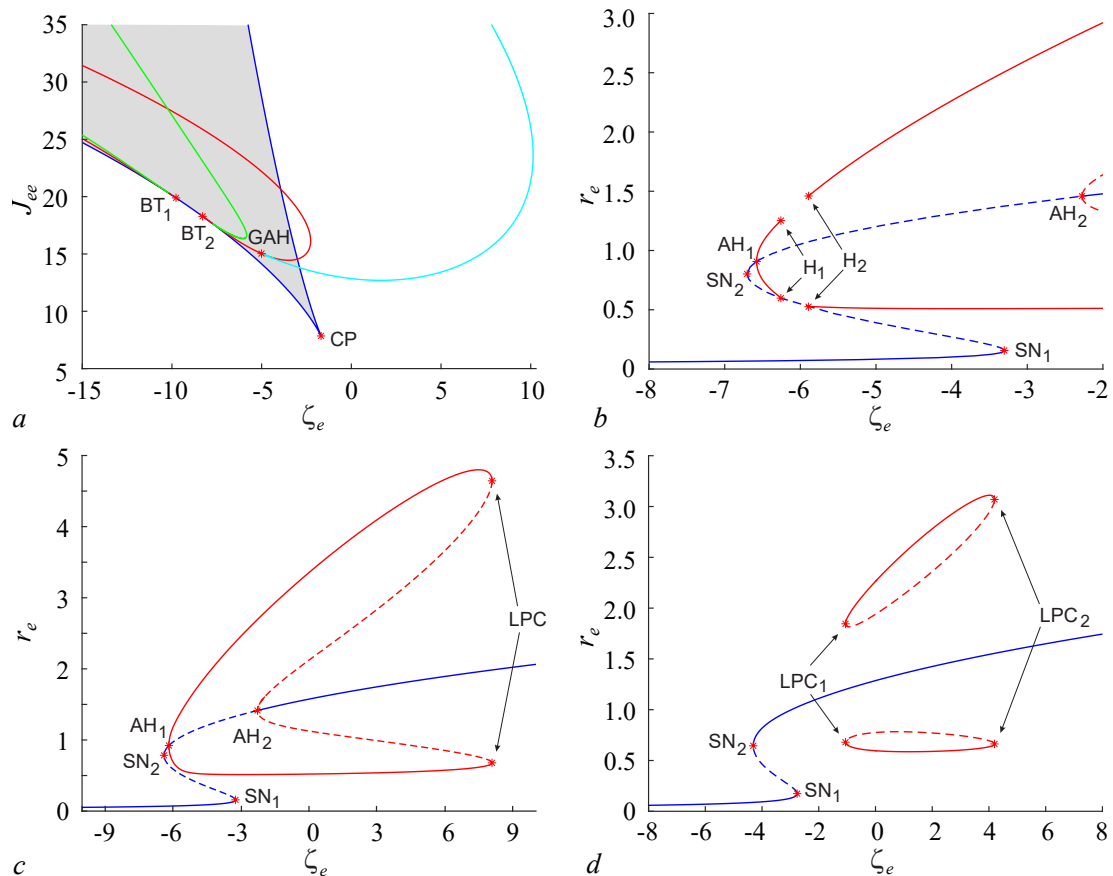 35
30
25
20
15
10
5
J_ee
BT_1
BT_2
GAH
CP
-15
-10
-5
0
5
10
ζ_e
a
3.0
2.5
2.0
1.5
1.0
0.5
0
r_e
AH_2
AH_1
H_1
H_2
SN_2
SN_1
-8
-7
-6
-5
-4
-3
-2
ζ_e
b
5
4
3
2
1
0
r_e
LPC
AH_1
AH_2
SN_2
SN_1
-9
-6
-3
0
3
6
9
ζ_e
c
3.5
3.0
2.5
2.0
1.5
1.0
0.5
0
r_e
LPC_2
LPC_1
SN_2
SN_1
-8
-6
-4
-2
0
2
4
6
8
ζ_e
d